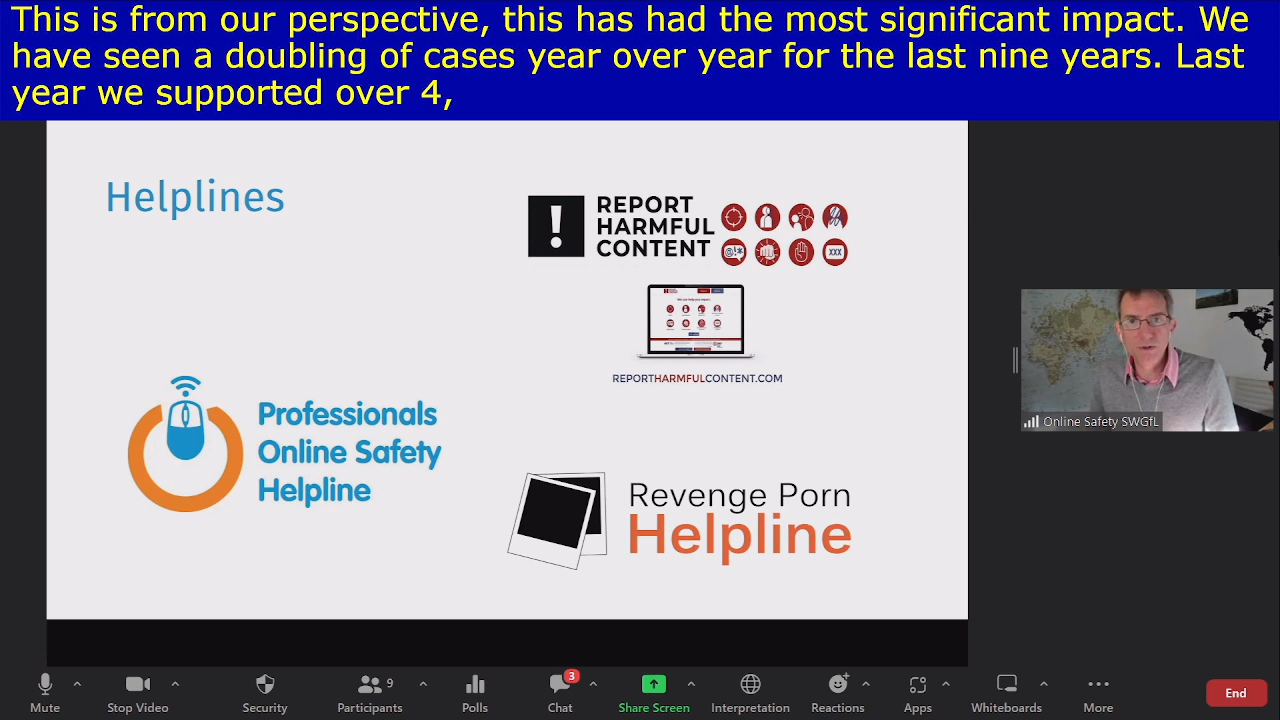 This is from our perspective, this has had the most significant impact. We
have seen a doubling of cases year over year for the last nine years. Last
year we supported over 4,
Helplines
!
REPORT
HARMFUL
CONTENT
@!*
XXX
REPORTHARMFULCONTENT.COM
Professionals
Online Safety
Helpline
Revenge Porn
Helpline
Online Safety SWGfL
9
3
Mute
Stop Video
Security
Participants
Polls
Chat
Share Screen
Interpretation
Reactions
Apps
Whiteboards
More
End